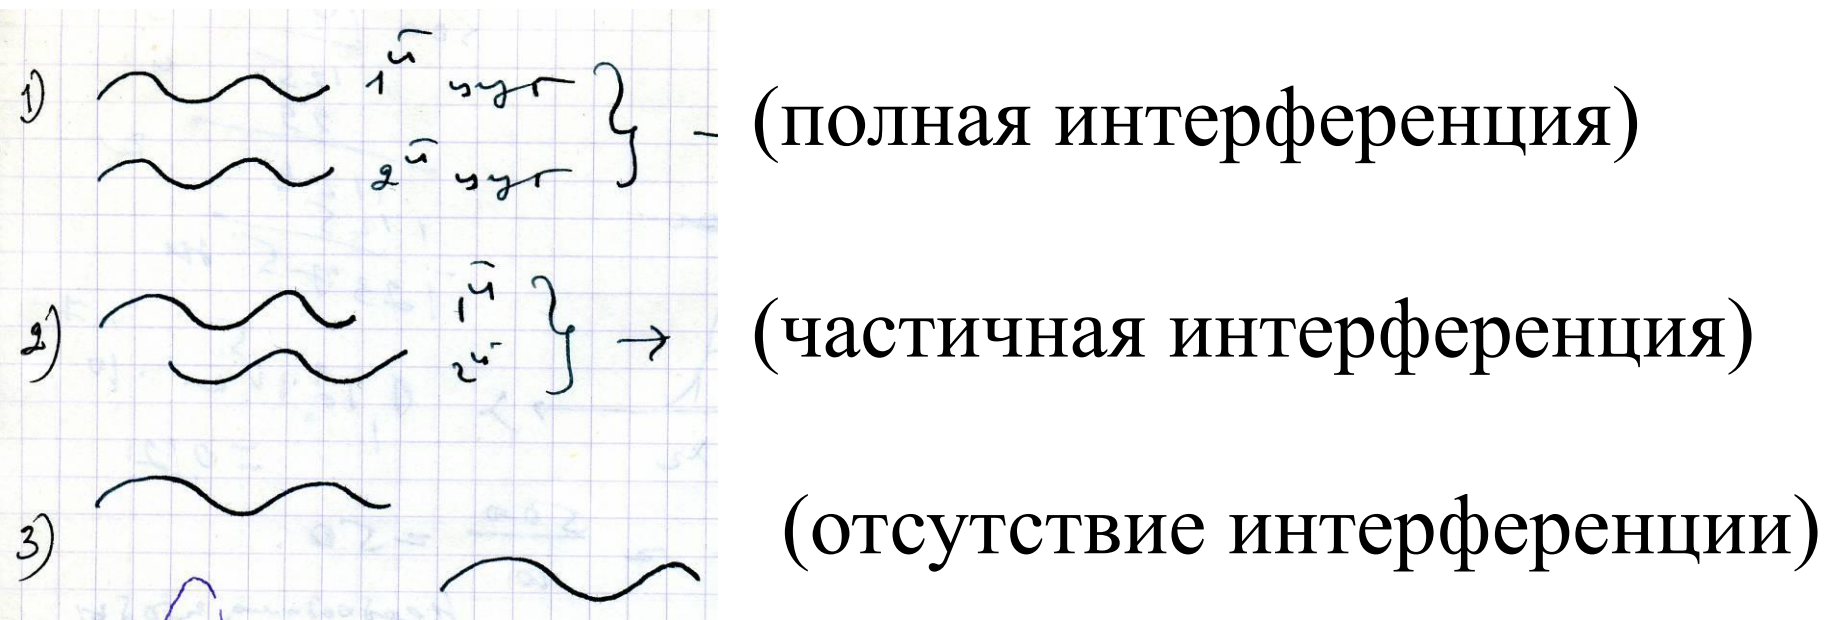 1) 1й цуг } – (полная интерференция)
2й цуг
2) 1й } → (частичная интерференция)
2й
3) (отсутствие интерференции)